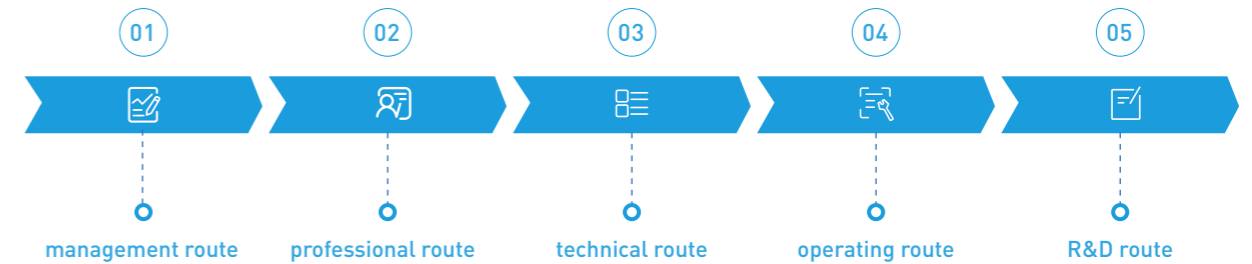 01
02
03
04
05
management route
professional route
technical route
operating route
R&D route